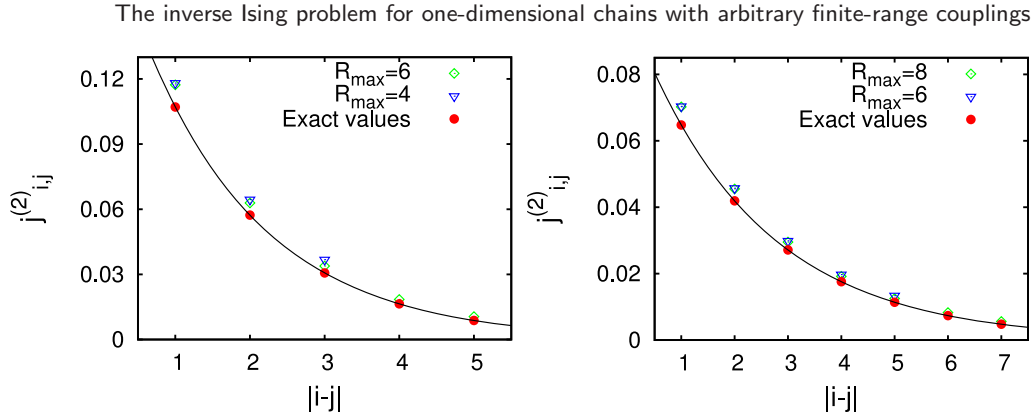 The inverse Ising problem for one-dimensional chains with arbitrary finite-range couplings
R_max=6
R_max=4
Exact values
0.12
0.09
0.06
0.03
0
j^(2)_i,j
1 2 3 4 5
|i-j|
R_max=8
R_max=6
Exact values
0.08
0.06
0.04
0.02
0
j^(2)_i,j
1 2 3 4 5 6 7
|i-j|